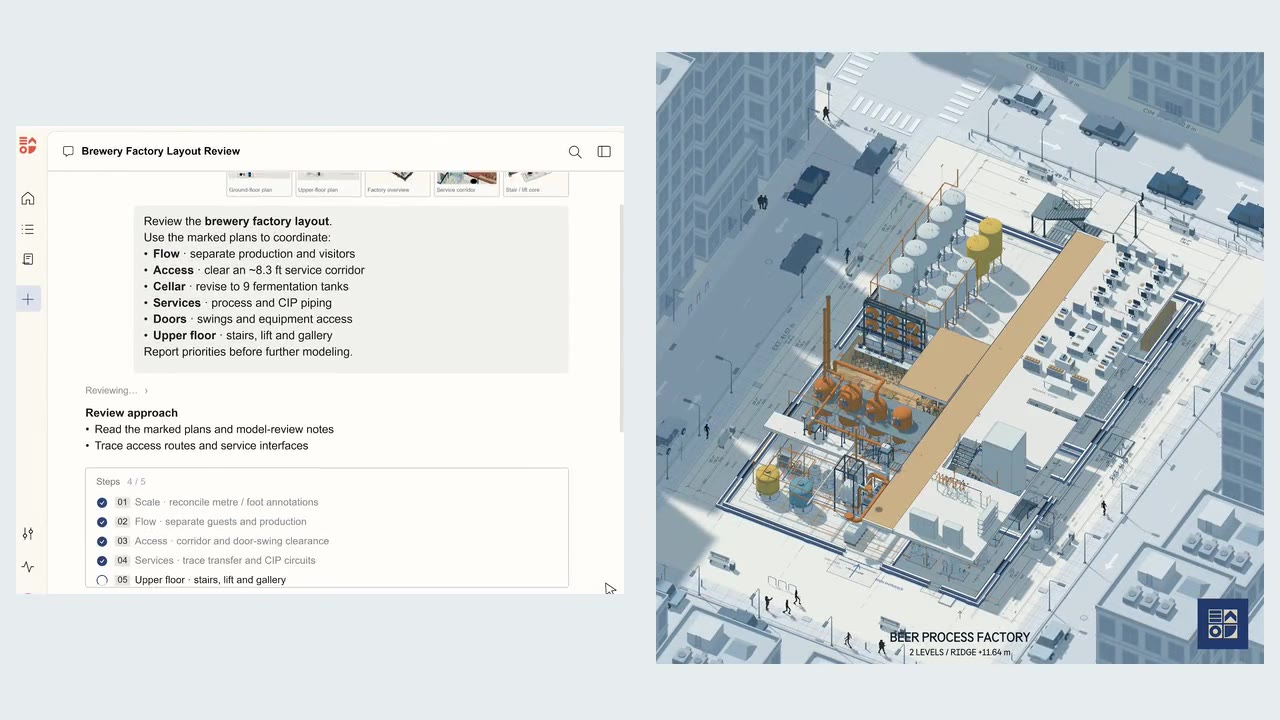 Brewery Factory Layout Review
Ground-floor plan
Upper-floor plan
Factory overview
Service corridor
Stair / lift core
Review the brewery factory layout.
Use the marked plans to coordinate:
• Flow · separate production and visitors
• Access · clear an ~8.3 ft service corridor
• Cellar · revise to 9 fermentation tanks
• Services · process and CIP piping
• Doors · swings and equipment access
• Upper floor · stairs, lift and gallery
Report priorities before further modeling.
Reviewing... ›
Review approach
• Read the marked plans and model-review notes
• Trace access routes and service interfaces
Steps 4 / 5
01 Scale · reconcile metre / foot annotations
02 Flow · separate guests and production
03 Access · corridor and door-swing clearance
04 Services · trace transfer and CIP circuits
05 Upper floor · stairs, lift and gallery
BEER PROCESS FACTORY
2 LEVELS / RIDGE +11.64 m